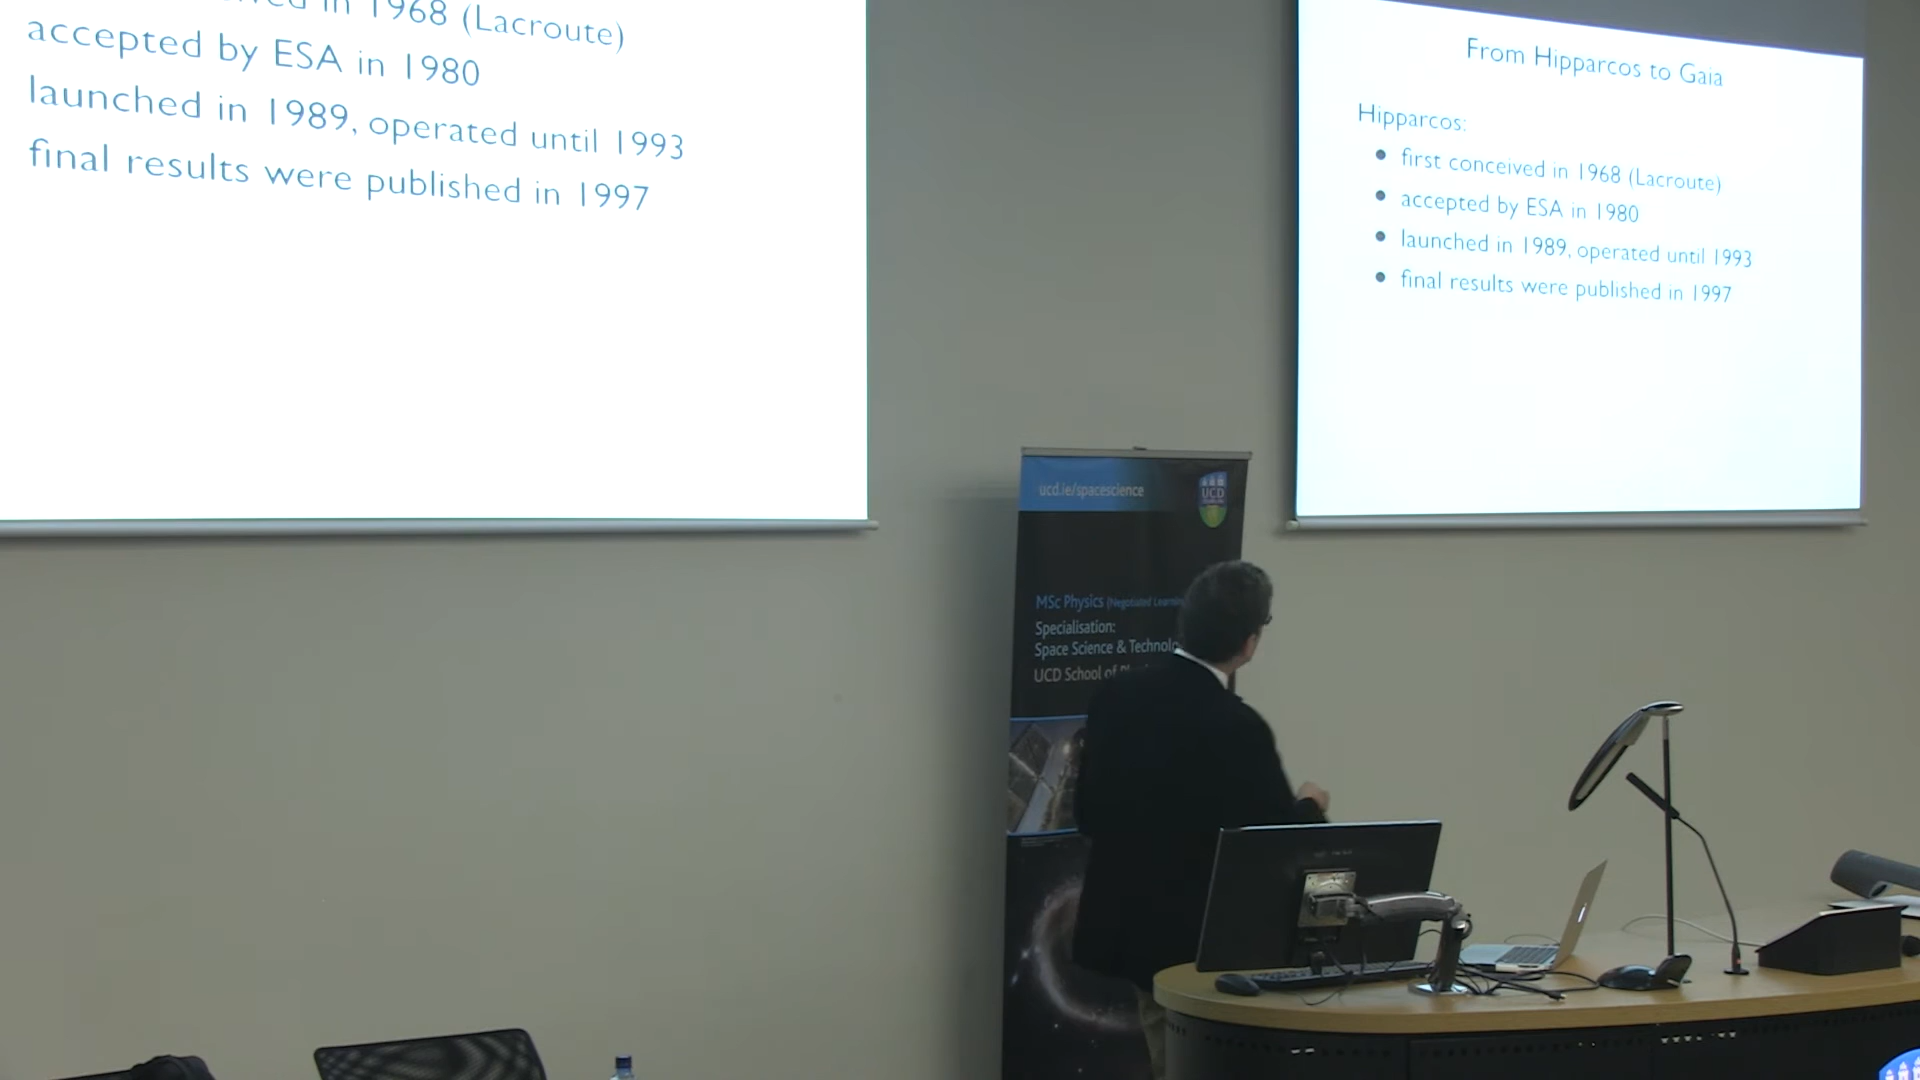 in 1968 (Lacroute)
accepted by ESA in 1980
launched in 1989, operated until 1993
final results were published in 1997
From Hipparcos to Gaia
Hipparcos:
• first conceived in 1968 (Lacroute)
• accepted by ESA in 1980
• launched in 1989, operated until 1993
• final results were published in 1997
ucd.ie/spacescience
UCD
MSc Physics (Negotiated
Specialisation:
Space Science &
UCD School of